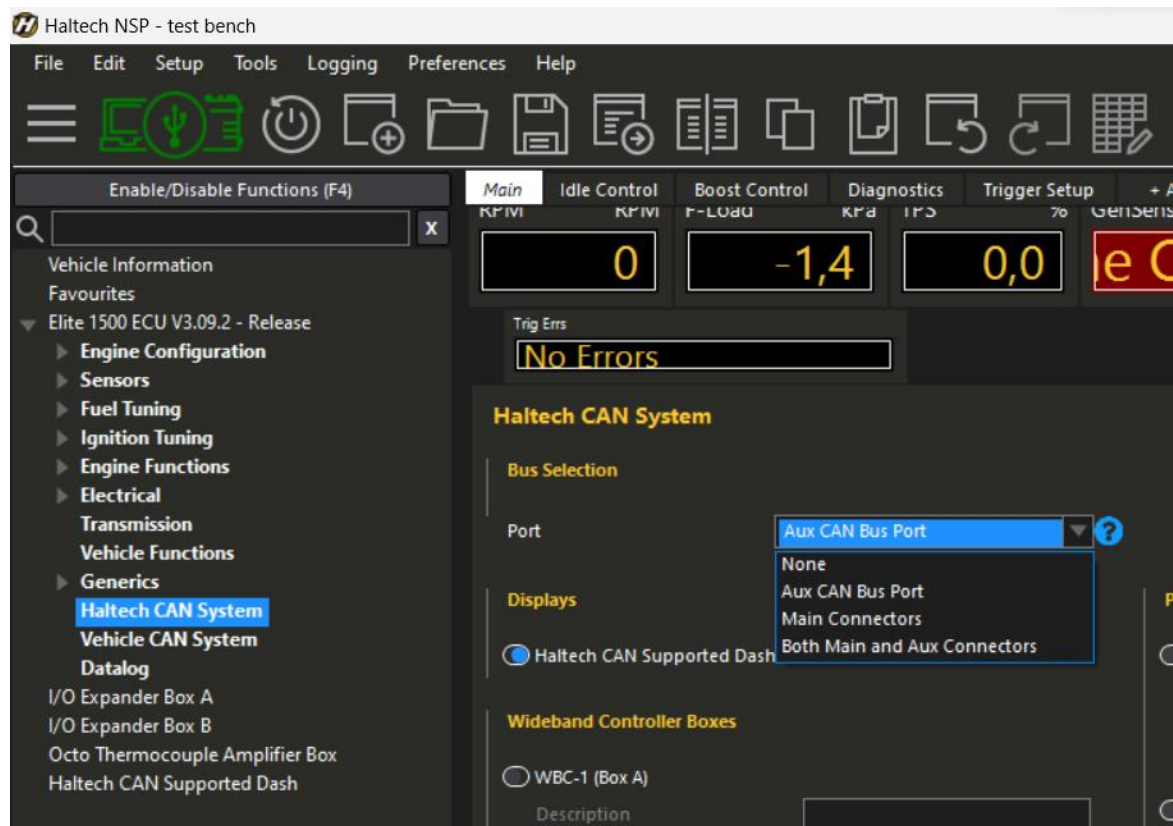 Haltech NSP - test bench
File Edit Setup Tools Logging Preferences Help
Enable/Disable Functions (F4)
Main Idle Control Boost Control Diagnostics Trigger Setup
X
RPM RPM F-Load kPa TPS %
0 -1,4 0,0
Vehicle Information
Favourites
Elite 1500 ECU V3.09.2 - Release
Engine Configuration
Sensors
Fuel Tuning
Ignition Tuning
Engine Functions
Electrical
Transmission
Vehicle Functions
Generics
Haltech CAN System
Vehicle CAN System
Datalog
I/O Expander Box A
I/O Expander Box B
Octo Thermocouple Amplifier Box
Haltech CAN Supported Dash
Trig Errs
No Errors
Haltech CAN System
Bus Selection
Port
Aux CAN Bus Port
?
None
Aux CAN Bus Port
Main Connectors
Both Main and Aux Connectors
Displays
Haltech CAN Supported Dash
Wideband Controller Boxes
WBC-1 (Box A)
Description